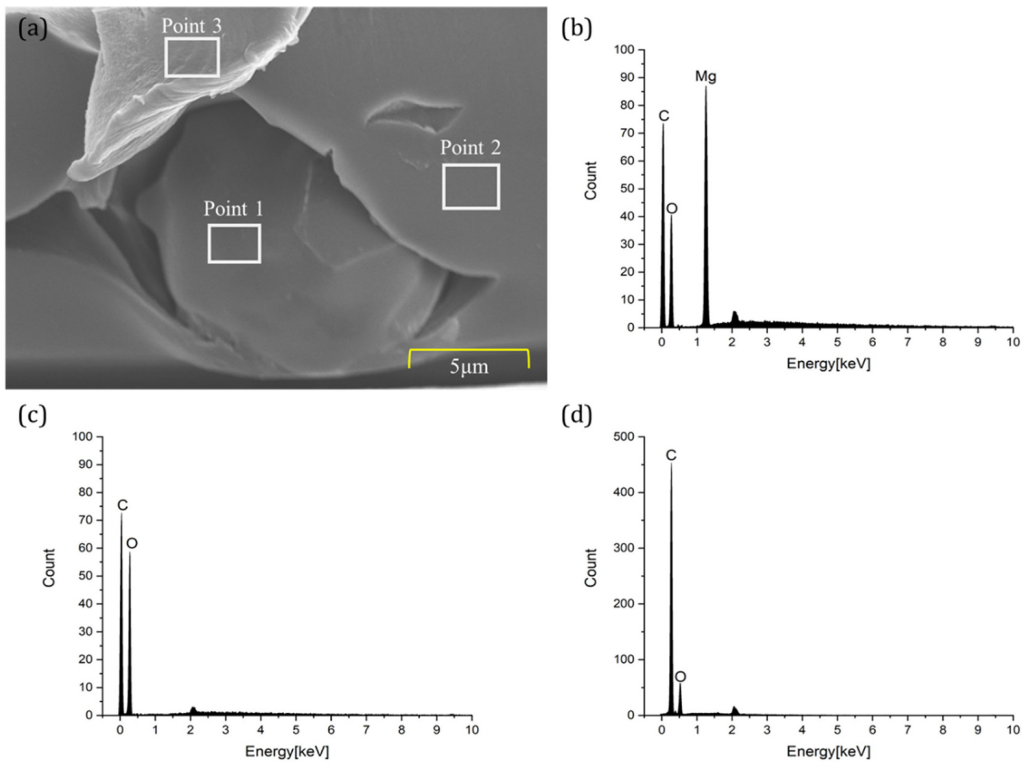 (a)
Point 3
Point 2
Point 1
5µm
(b)
100
90
80
70
60
50
40
30
20
10
0
Count
C
O
Mg
0 1 2 3 4 5 6 7 8 9 10
Energy[keV]
(c)
100
90
80
70
60
50
40
30
20
10
0
Count
C
O
0 1 2 3 4 5 6 7 8 9 10
Energy[keV]
(d)
500
400
300
200
100
0
Count
C
O
0 1 2 3 4 5 6 7 8 9 10
Energy[keV]